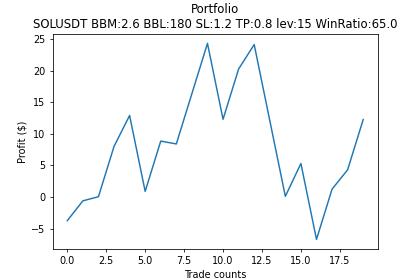 Portfolio
SOLUSDT BBM:2.6 BBL:180 SL:1.2 TP:0.8 lev:15 WinRatio:65.0
25
20
15
10
5
0
−5
Profit ($)
0.0 2.5 5.0 7.5 10.0 12.5 15.0 17.5
Trade counts